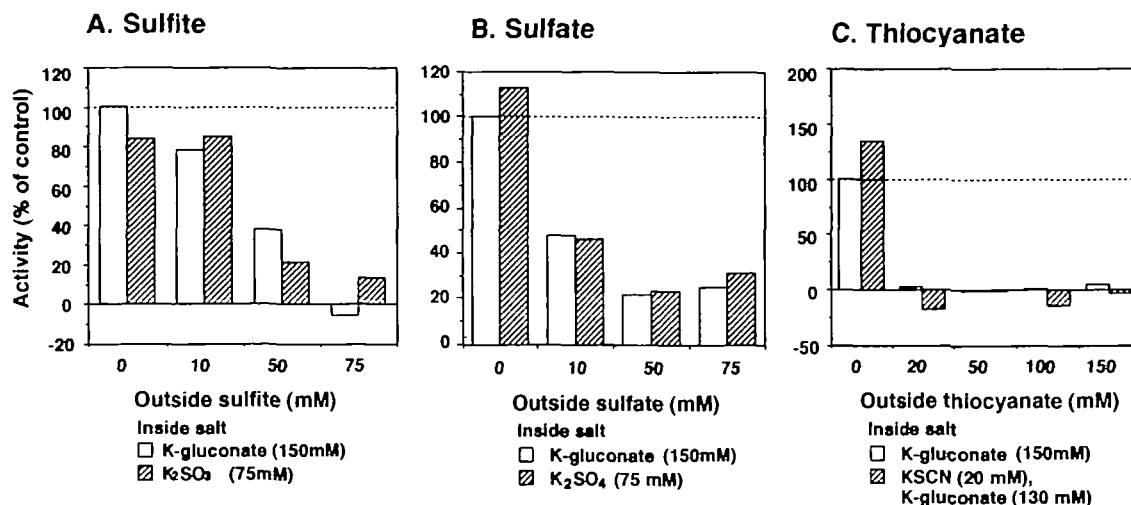 A. Sulfite
Activity (% of control)
120
100
80
60
40
20
0
-20
0 10 50 75
Outside sulfite (mM)
Inside salt
K-gluconate (150mM)
K₂SO₃ (75mM)
B. Sulfate
120
100
80
60
40
20
0
0 10 50 75
Outside sulfate (mM)
Inside salt
K-gluconate (150mM)
K₂SO₄ (75 mM)
C. Thiocyanate
200
150
100
50
0
-50
0 20 50 100 150
Outside thiocyanate (mM)
Inside salt
K-gluconate (150mM)
KSCN (20 mM),
K-gluconate (130 mM)